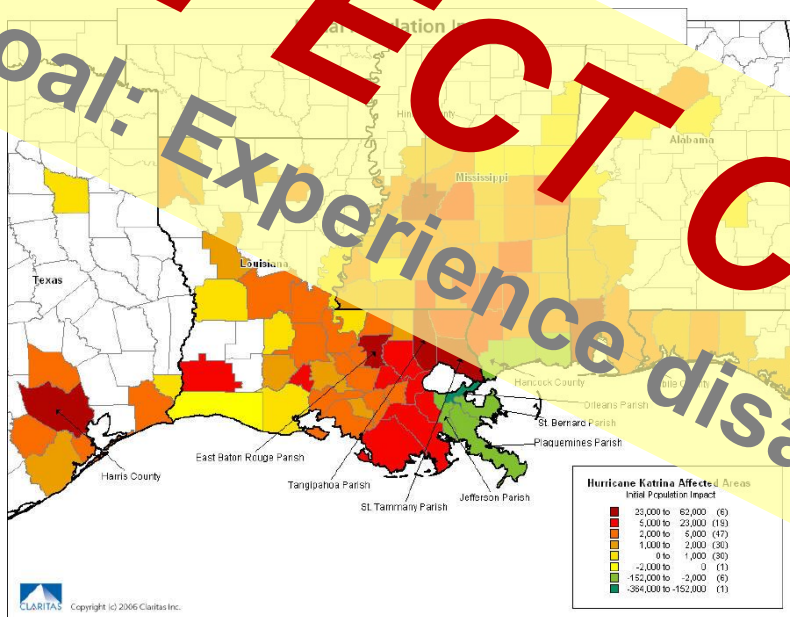 ECT C
oal: Experience disa
Hin
Alabama
Mississippi
Texas
Louisiana
Hancock County
Orleans Parish
St. Bernard Parish
Plaquemines Parish
East Baton Rouge Parish
Harris County
Tangipahoa Parish
Jefferson Parish
St. Tammany Parish
Hurricane Katrina Affected Areas
Initial Population Impact
23,000 to 62,000 (6)
5,000 to 23,000 (19)
2,000 to 5,000 (47)
1,000 to 2,000 (30)
0 to 1,000 (30)
-2,000 to 0 (1)
-152,000 to -2,000 (6)
-364,000 to -152,000 (1)
CLARITAS Copyright (c) 2006 Claritas Inc.